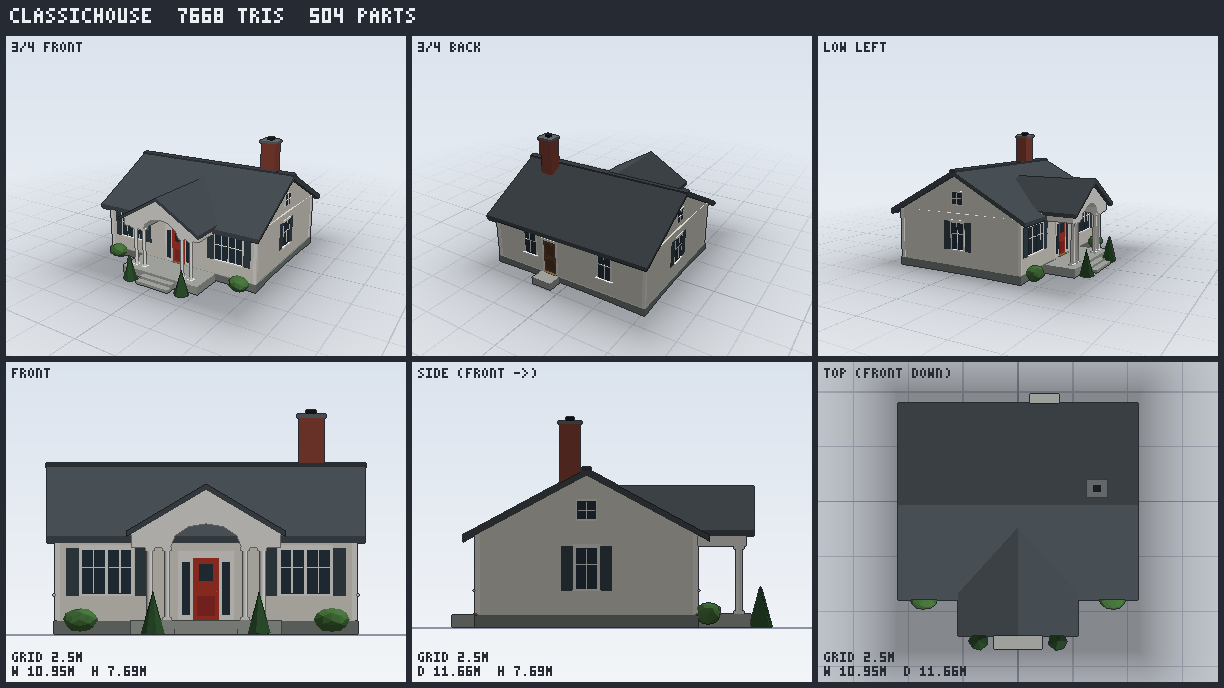 CLASSICHOUSE  7668 TRIS  504 PARTS
3/4 FRONT
3/4 BACK
LOW LEFT
FRONT
GRID 2.5M
W 10.95M  H 7.69M
SIDE (FRONT ->)
GRID 2.5M
D 11.66M  H 7.69M
TOP (FRONT DOWN)
GRID 2.5M
W 10.95M  D 11.66M